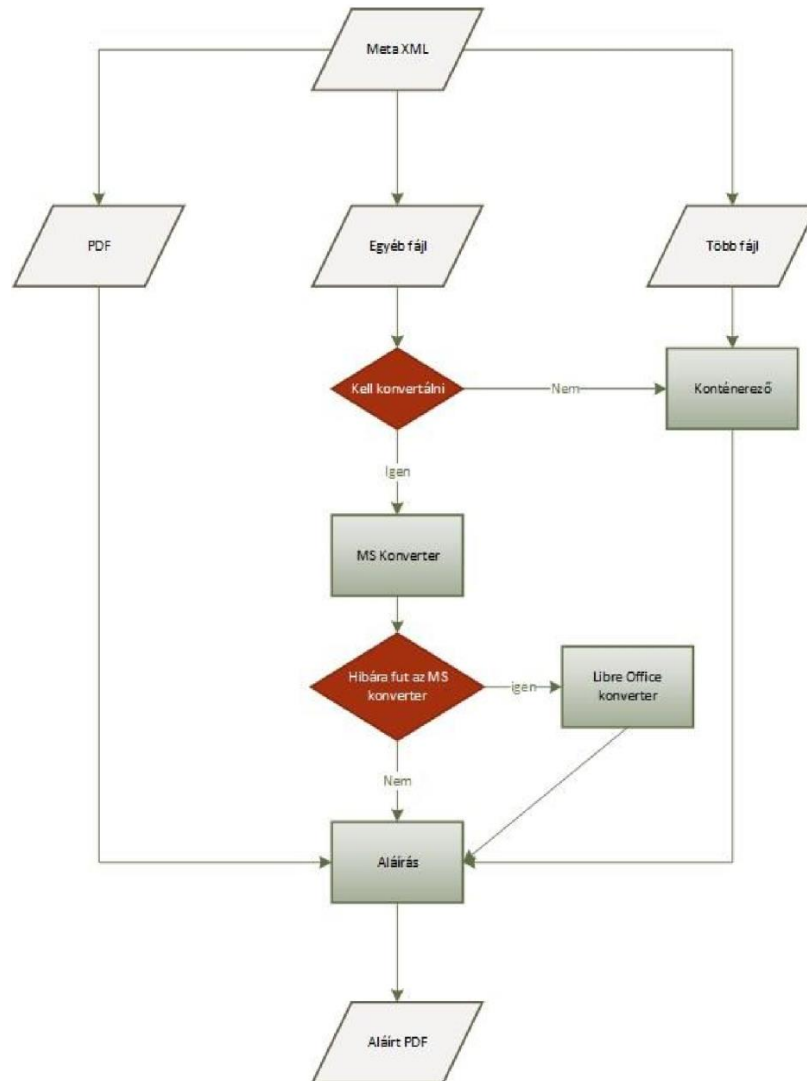 Meta XML
PDF
Egyéb fájl
Több fájl
Kell konvertálni
Nem
Konténerező
Igen
MS Konverter
Hibára fut az MS
konverter
igen
Libre Office
konverter
Nem
Aláírás
Aláírt PDF